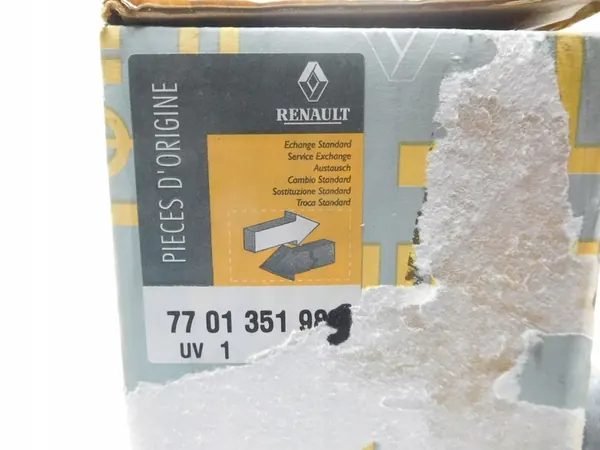 PIECES D'ORIGINE
RENAULT
Echange Standard
Service Exchange
Austausch
Cambio Standard
Sostituzione Standard
Troca Standard
77 01 351 989
UV 1